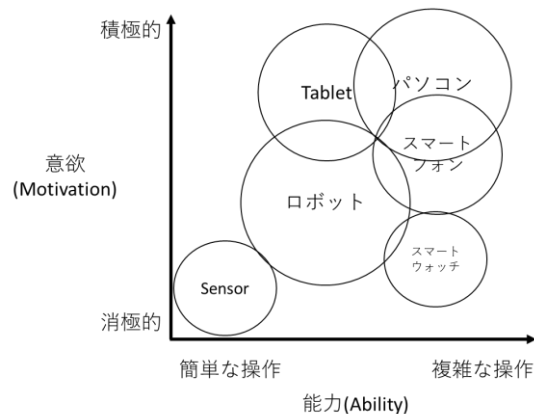 積極的
意欲
(Motivation)
消極的
Tablet
パソコン
スマート
フォン
ロボット
スマート
ウォッチ
Sensor
簡単な操作
複雑な操作
能力(Ability)